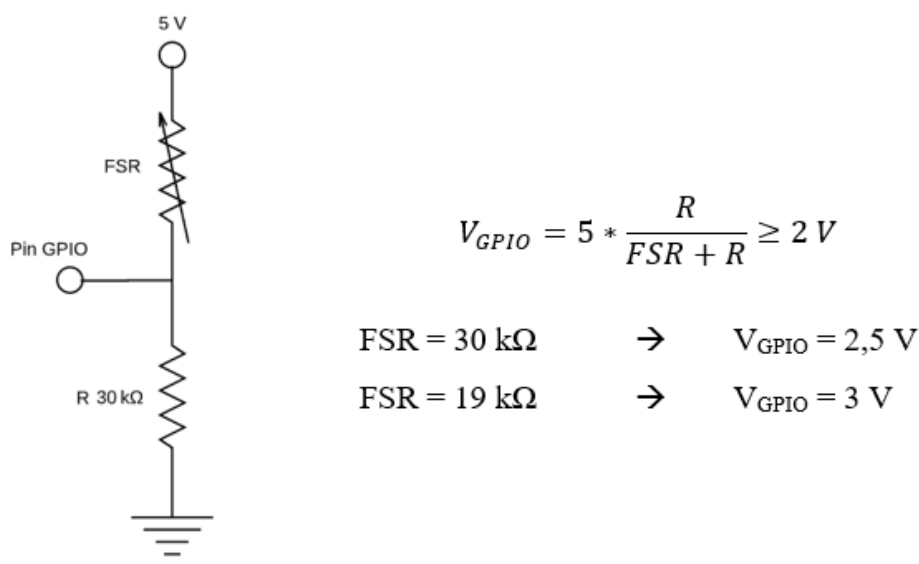 5 V
FSR
Pin GPIO
R 30 kΩ
V_GPIO = 5 * R / (FSR + R) ≥ 2 V
FSR = 30 kΩ → V_GPIO = 2,5 V
FSR = 19 kΩ → V_GPIO = 3 V